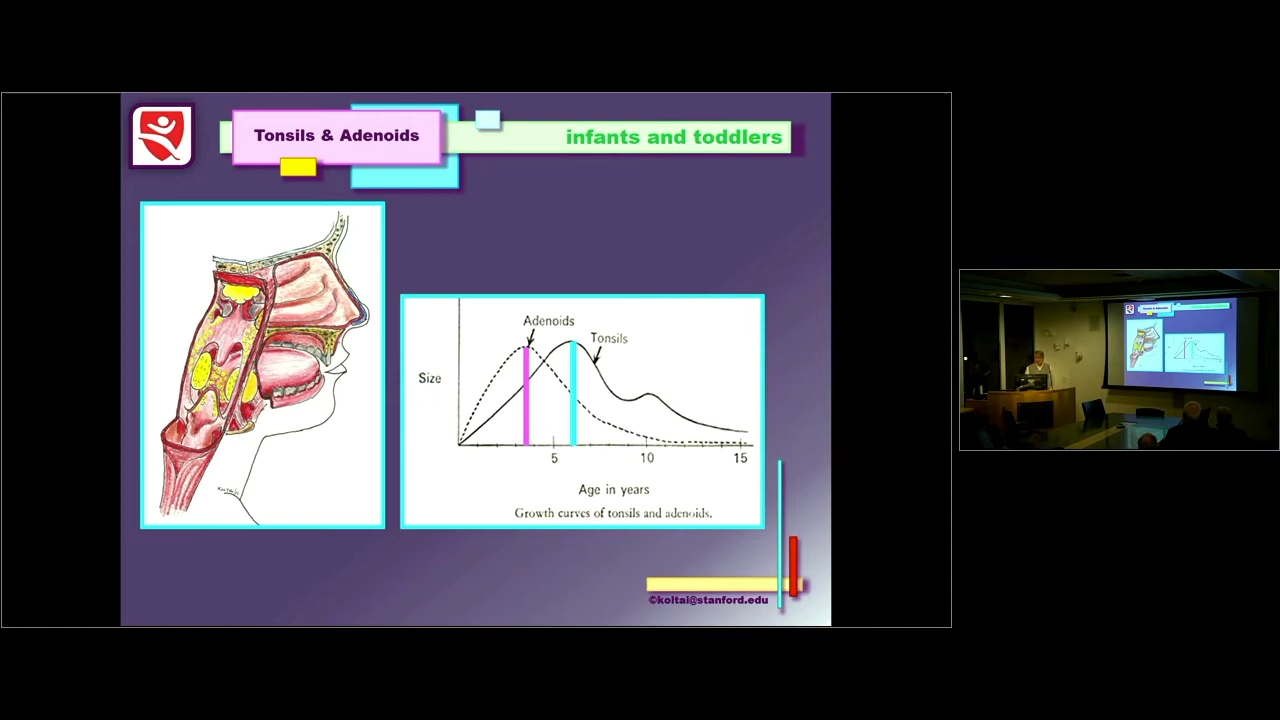 Tonsils & Adenoids
infants and toddlers
Adenoids
Tonsils
Size
5
10
15
Age in years
Growth curves of tonsils and adenoids.
©koltai@stanford.edu